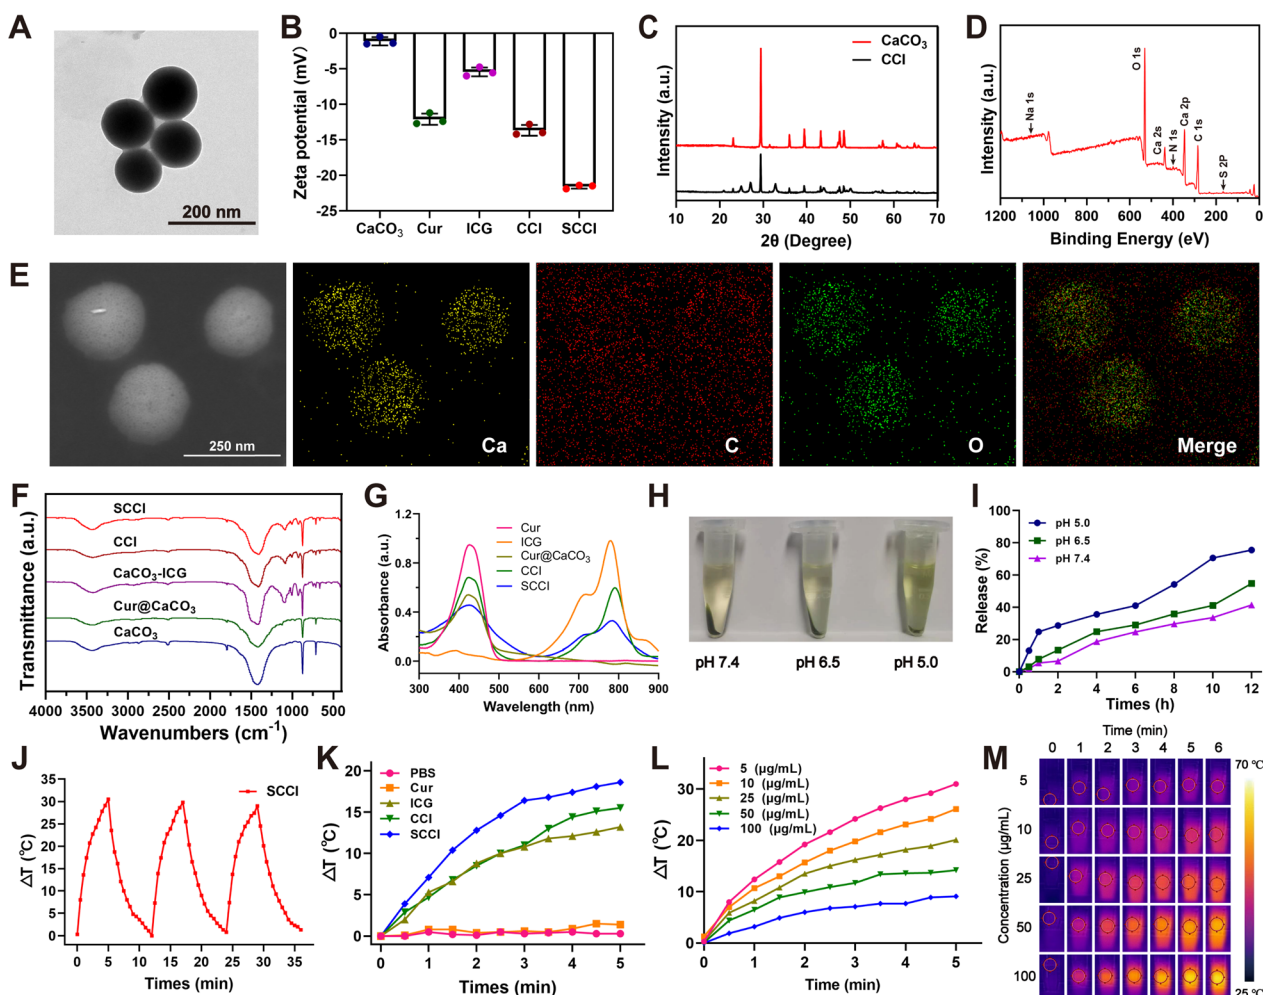 A
200 nm
B
Zeta potential (mV)
0
-5
-10
-15
-20
-25
CaCO₃ Cur ICG CCI SCCI
C
Intensity (a.u.)
CaCO₃
CCI
10 20 30 40 50 60 70
2θ (Degree)
D
Intensity (a.u.)
Na 1s
O 1s
Ca 2s
N 1s
Ca 2p
C 1s
S 2P
1200 1000 800 600 400 200 0
Binding Energy (eV)
E
250 nm
Ca
C
O
Merge
F
Transmittance (a.u.)
SCCI
CCI
CaCO₃-ICG
Cur@CaCO₃
CaCO₃
4000 3500 3000 2500 2000 1500 1000 500
Wavenumbers (cm⁻¹)
G
Absorbance (a.u.)
1.2
0.8
0.4
0.0
Cur
ICG
Cur@CaCO₃
CCI
SCCI
300 400 500 600 700 800 900
Wavelength (nm)
H
pH 7.4 pH 6.5 pH 5.0
I
Release (%)
100
80
60
40
20
0
pH 5.0
pH 6.5
pH 7.4
0 2 4 6 8 10 12
Times (h)
J
ΔT (°C)
35
30
25
20
15
10
5
0
SCCI
0 5 10 15 20 25 30 35
Times (min)
K
ΔT (°C)
20
15
10
5
0
PBS
Cur
ICG
CCI
SCCI
0 1 2 3 4 5
Times (min)
L
ΔT (°C)
30
20
10
0
5 (μg/mL)
10 (μg/mL)
25 (μg/mL)
50 (μg/mL)
100 (μg/mL)
0 1 2 3 4 5
Time (min)
M
Time (min)
0 1 2 3 4 5 6
Concentration (μg/mL)
5
10
25
50
100
70 °C
25 °C